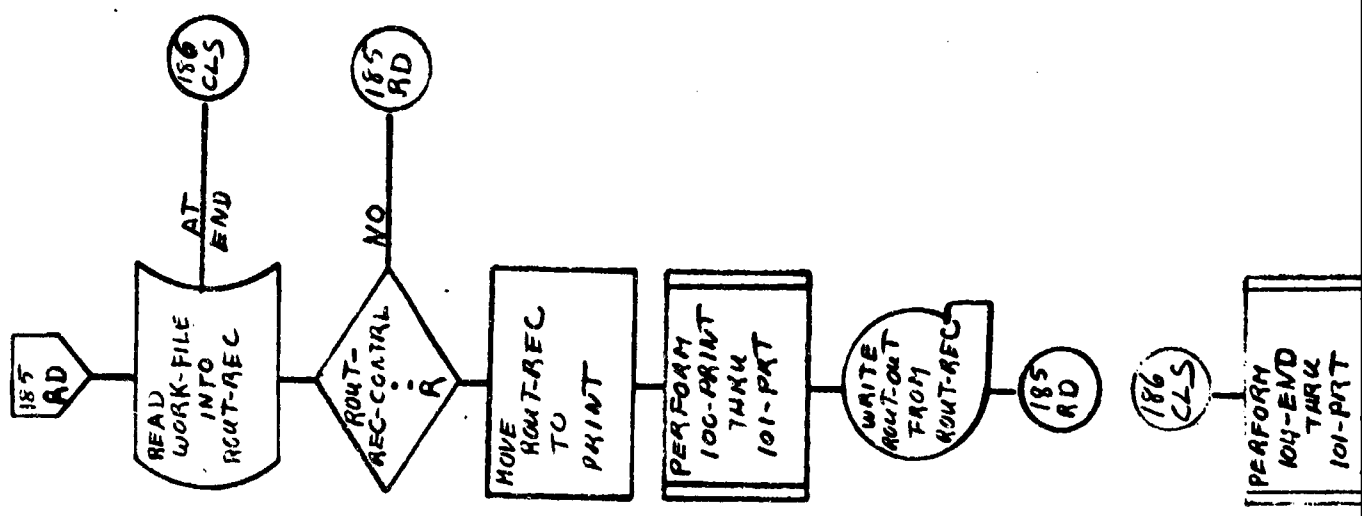 185
RD
READ
WORK-FILE
INTO
ROUT-REC
AT
END
186
CLS
ROUT-
REC-CONTRL
:
R
NO
185
RD
MOVE
ROUT-REC
TO
PRINT
PERFORM
100-PRINT
THRU
101-PRT
WRITE
ROUT-OUT
FROM
ROUT-REC
185
RD
186
CLS
PERFORM
104-END
THRU
101-PRT